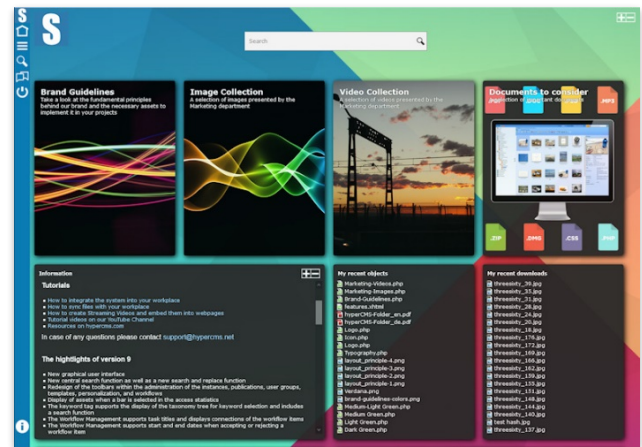 S
S
Search
Brand Guidelines
Take a look at the fundamental principles
behind our brand and the necessary assets to
implement it in your projects
Image Collection
A selection of images presented by the
Marketing department
Video Collection
A selection of videos presented by the
Marketing department
Documents to consider
.ZIP
.DMG
.CSS
.PHP
.MP3
Information
Tutorials
How to integrate the system into your workplace
How to sync files with your workplace
How to create Streaming Videos and embed them into webpages
Tutorial videos on our YouTube Channel
Resources on hypercms.com
In case of any questions please contact support@hypercms.net
The hightlights of version 9
New graphical user interface
New central search function as well as a new search and replace function
Redesign of the toolbars within the administration of the instances, publications, user groups,
templates, personalization, and workflows
Display of assets when a bar is selected in the access statistics
The keyword tag supports the display of the taxonomy tree for keyword selection and includes
a search function
The Workflow Management supports task titles and displays connections of the workflow items
The Workflow Management supports start and end dates when accepting or rejecting a
workflow item
My recent objects
Marketing-Videos.php
Marketing-Images.php
Brand-Guidelines.php
features.xhtml
hyperCMS-Folder_en.pdf
hyperCMS-Folder_de.pdf
Logo.php
Icon.php
Logo.php
Typography.php
layout_principle-4.png
layout_principle-3.png
layout_principle-2.png
layout_principle-1.png
Verdana.png
brand-guidelines-colors.png
Medium-Light Green.php
Medium Green.php
Light Green.php
Dark Green.php
My recent downloads
threesixty_39.jpg
threesixty_35.jpg
threesixty_31.jpg
threesixty_28.jpg
threesixty_24.jpg
threesixty_20.jpg
threesixty_16.jpg
threesixty_176.jpg
threesixty_172.jpg
threesixty_169.jpg
threesixty_166.jpg
threesixty_162.jpg
threesixty_159.jpg
threesixty_155.jpg
threesixty_151.jpg
threesixty_148.jpg
threesixty_144.jpg
threesixty_140.jpg
test hash.jpg
threesixty_137.jpg